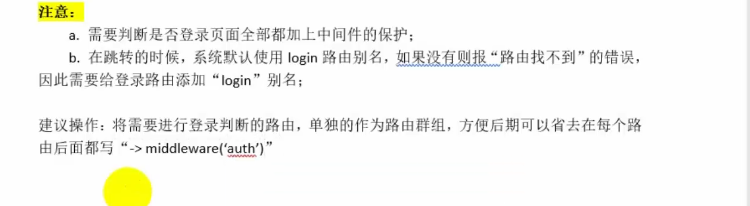 注意：
a. 需要判断是否登录页面全部都加上中间件的保护；
b. 在跳转的时候，系统默认使用 login 路由别名，如果没有则报“路由找不到”的错误，
因此需要给登录路由添加“login”别名；
建议操作：将需要进行登录判断的路由，单独的作为路由群组，方便后期可以省去在每个路
由后面都写“-> middleware(‘auth’)”